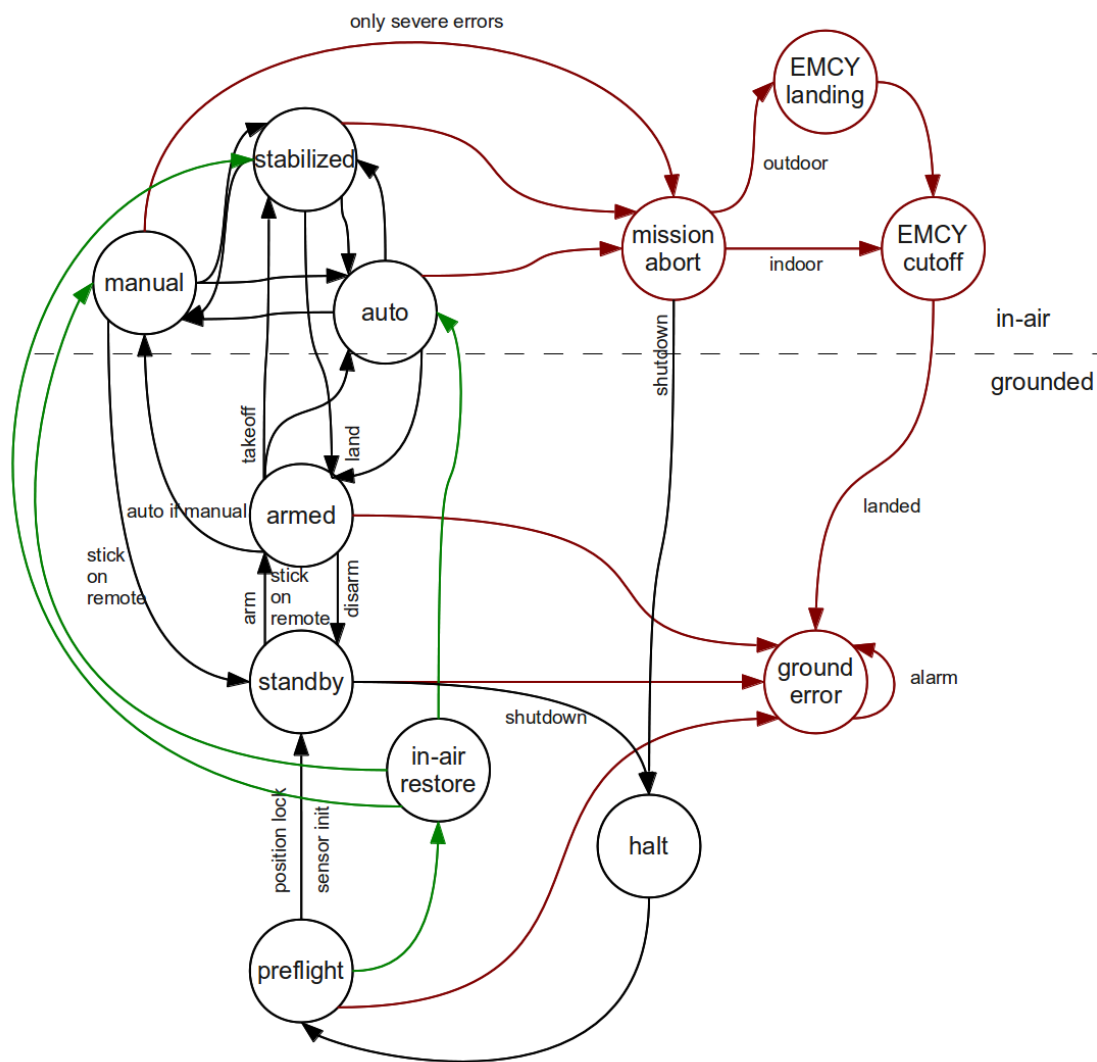 only severe errors
EMCY
landing
stabilized
outdoor
mission
abort
EMCY
cutoff
indoor
manual
auto
in-air
shutdown
grounded
takeoff
land
auto if manual
armed
landed
stick
on
remote
arm
stick
on
remote
disarm
standby
ground
error
alarm
shutdown
in-air
restore
position lock
sensor init
halt
preflight